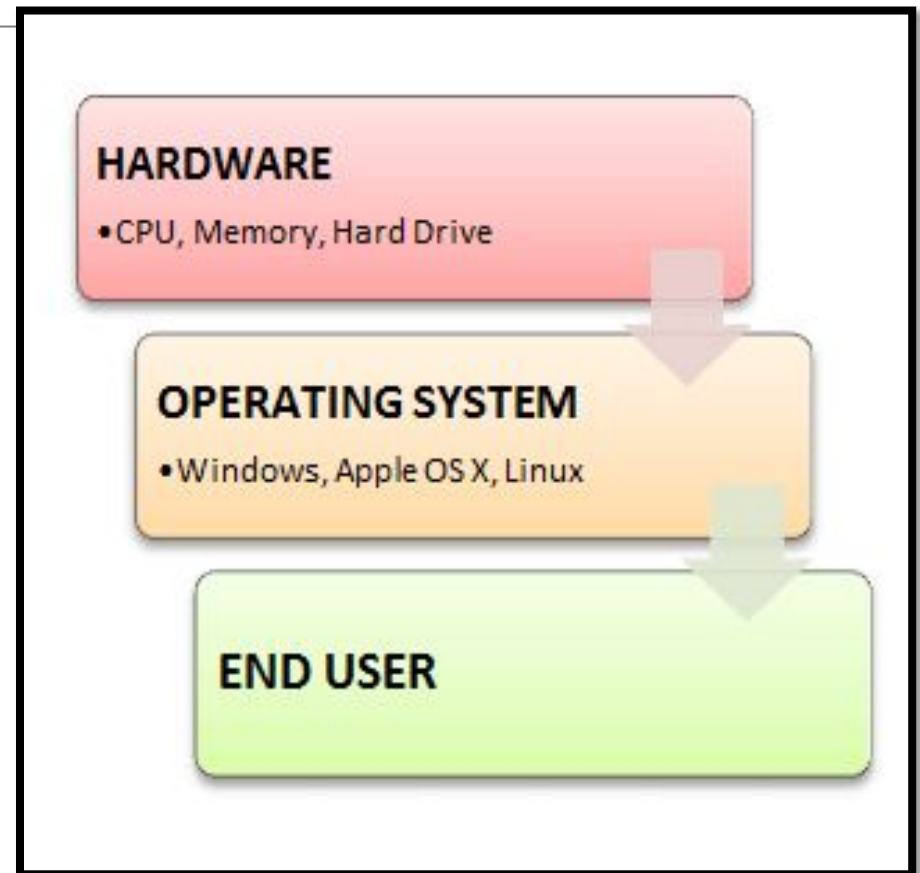 HARDWARE
•CPU, Memory, Hard Drive
OPERATING SYSTEM
•Windows, Apple OS X, Linux
END USER